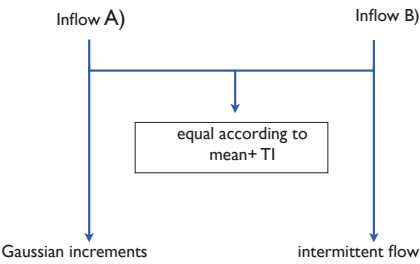 Inflow A)
Inflow B)
equal according to
mean+ TI
Gaussian increments
intermittent flow